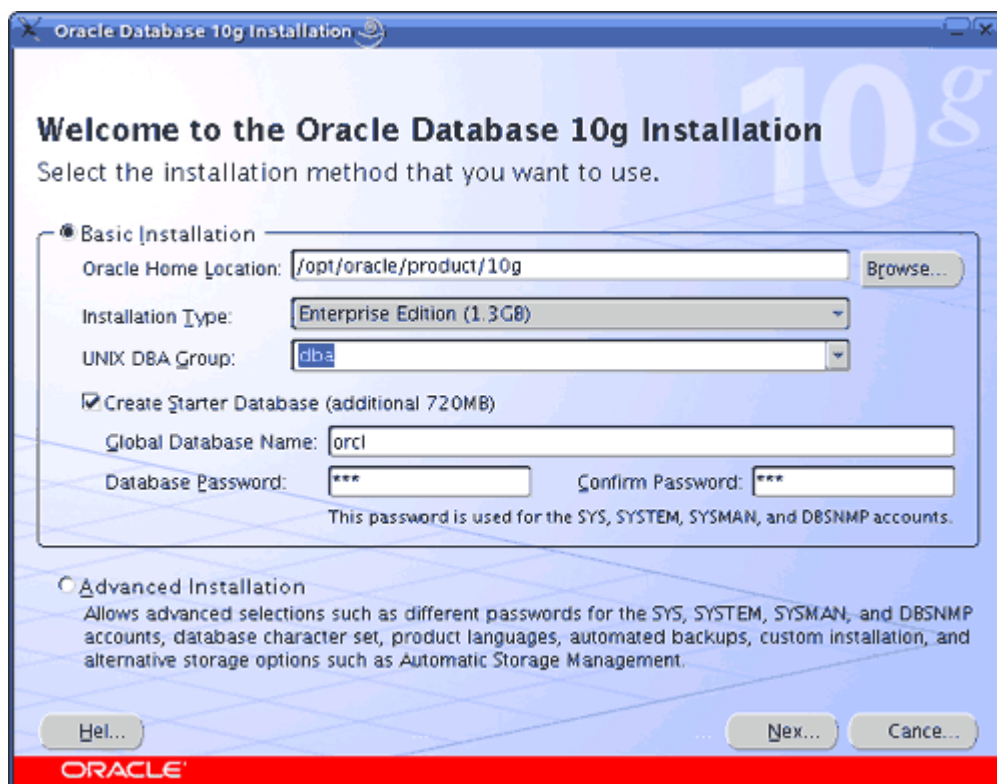 Oracle Database 10g Installation
10g
Welcome to the Oracle Database 10g Installation
Select the installation method that you want to use.
Basic Installation
Oracle Home Location: /opt/oracle/product/10g Browse...
Installation Type: Enterprise Edition (1.3GB)
UNIX DBA Group: dba
Create Starter Database (additional 720MB)
Global Database Name: orcl
Database Password: *** Confirm Password: ***
This password is used for the SYS, SYSTEM, SYSMAN, and DBSNMP accounts.
Advanced Installation
Allows advanced selections such as different passwords for the SYS, SYSTEM, SYSMAN, and DBSNMP
accounts, database character set, product languages, automated backups, custom installation, and
alternative storage options such as Automatic Storage Management.
Hel... Nex... Cance...
ORACLE